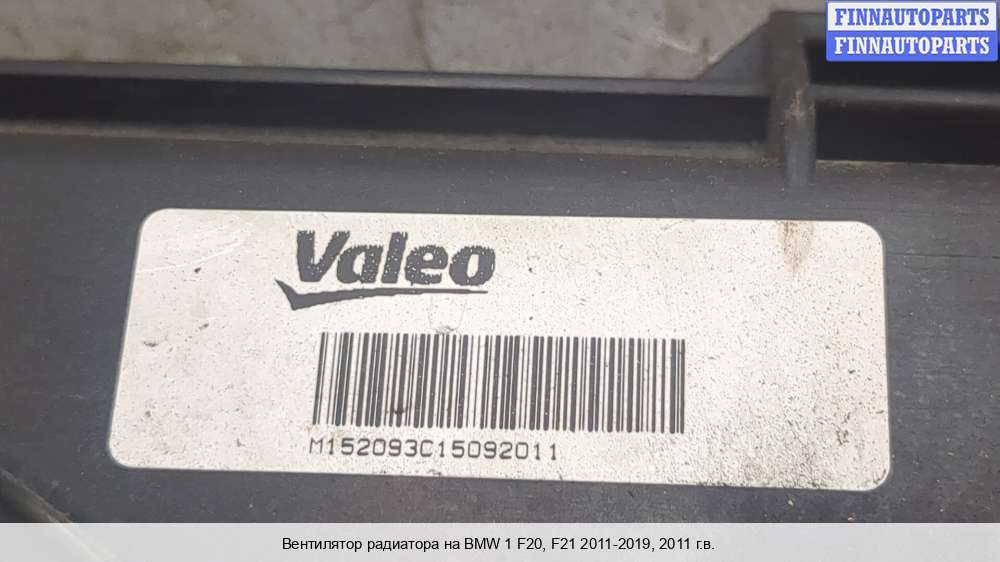 FINNAUTOPARTS
FINNAUTOPARTS
Valeo
M152093C15092011
Вентилятор радиатора на BMW 1 F20, F21 2011-2019, 2011 г.в.